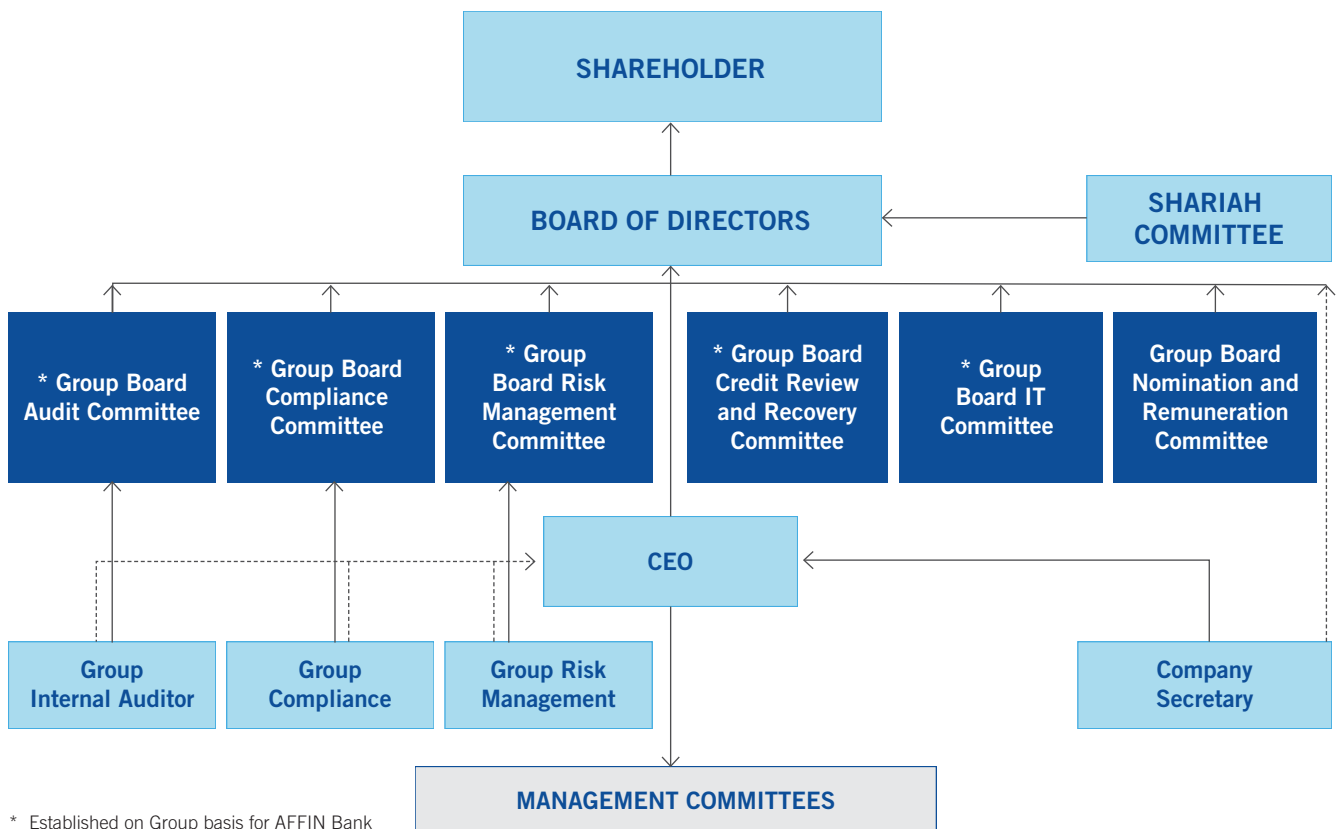 SHAREHOLDER
BOARD OF DIRECTORS
SHARIAH
COMMITTEE
* Group Board
Audit Committee
* Group Board
Compliance
Committee
* Group
Board Risk
Management
Committee
* Group Board
Credit Review
and Recovery
Committee
* Group
Board IT
Committee
Group Board
Nomination and
Remuneration
Committee
CEO
Group
Internal Auditor
Group
Compliance
Group Risk
Management
Company
Secretary
MANAGEMENT COMMITTEES
* Established on Group basis for AFFIN Bank